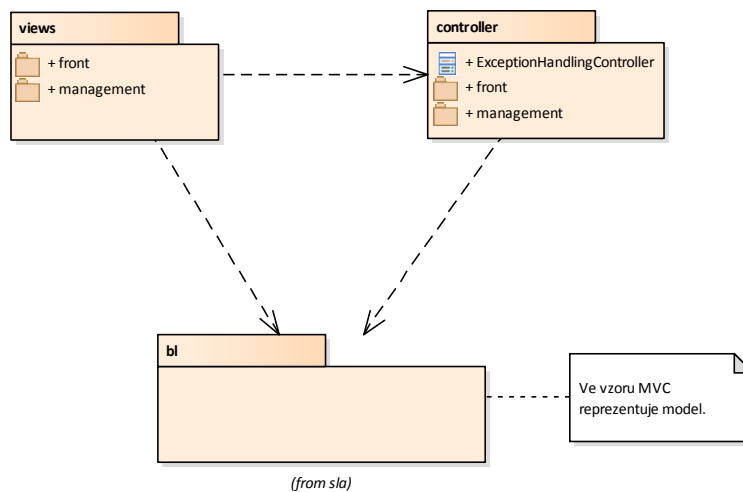 views
+ front
+ management
controller
+ ExceptionHandlingController
+ front
+ management
bl
Ve vzoru MVC
reprezentuje model.
(from sla)